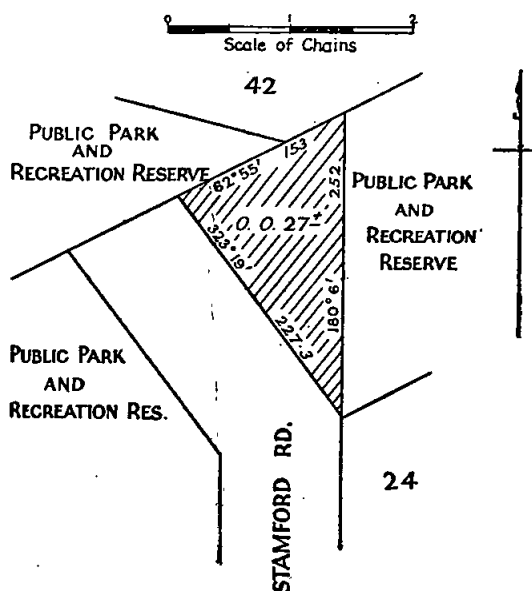 0 1 2
Scale of Chains
42
PUBLIC PARK
AND
RECREATION RESERVE
153
62° 55'
252
0. 0. 27
323° 19'
180° 6'
227·3
PUBLIC PARK
AND
RECREATION
RESERVE
PUBLIC PARK
AND
RECREATION RES.
STAMFORD RD.
24